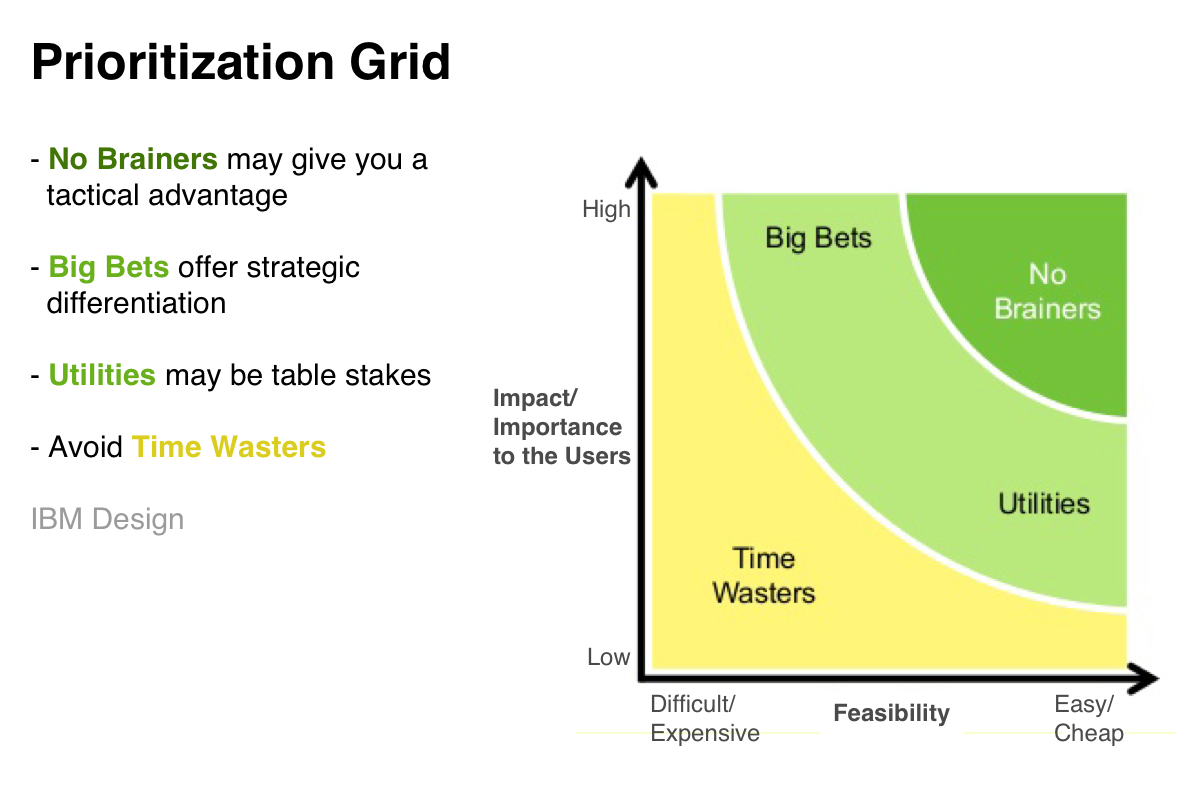 Prioritization Grid
- No Brainers may give you a
tactical advantage
- Big Bets offer strategic
differentiation
- Utilities may be table stakes
- Avoid Time Wasters
IBM Design
High
Big Bets
No
Brainers
Impact/
Importance
to the Users
Utilities
Time
Wasters
Low
Difficult/
Expensive
Feasibility
Easy/
Cheap